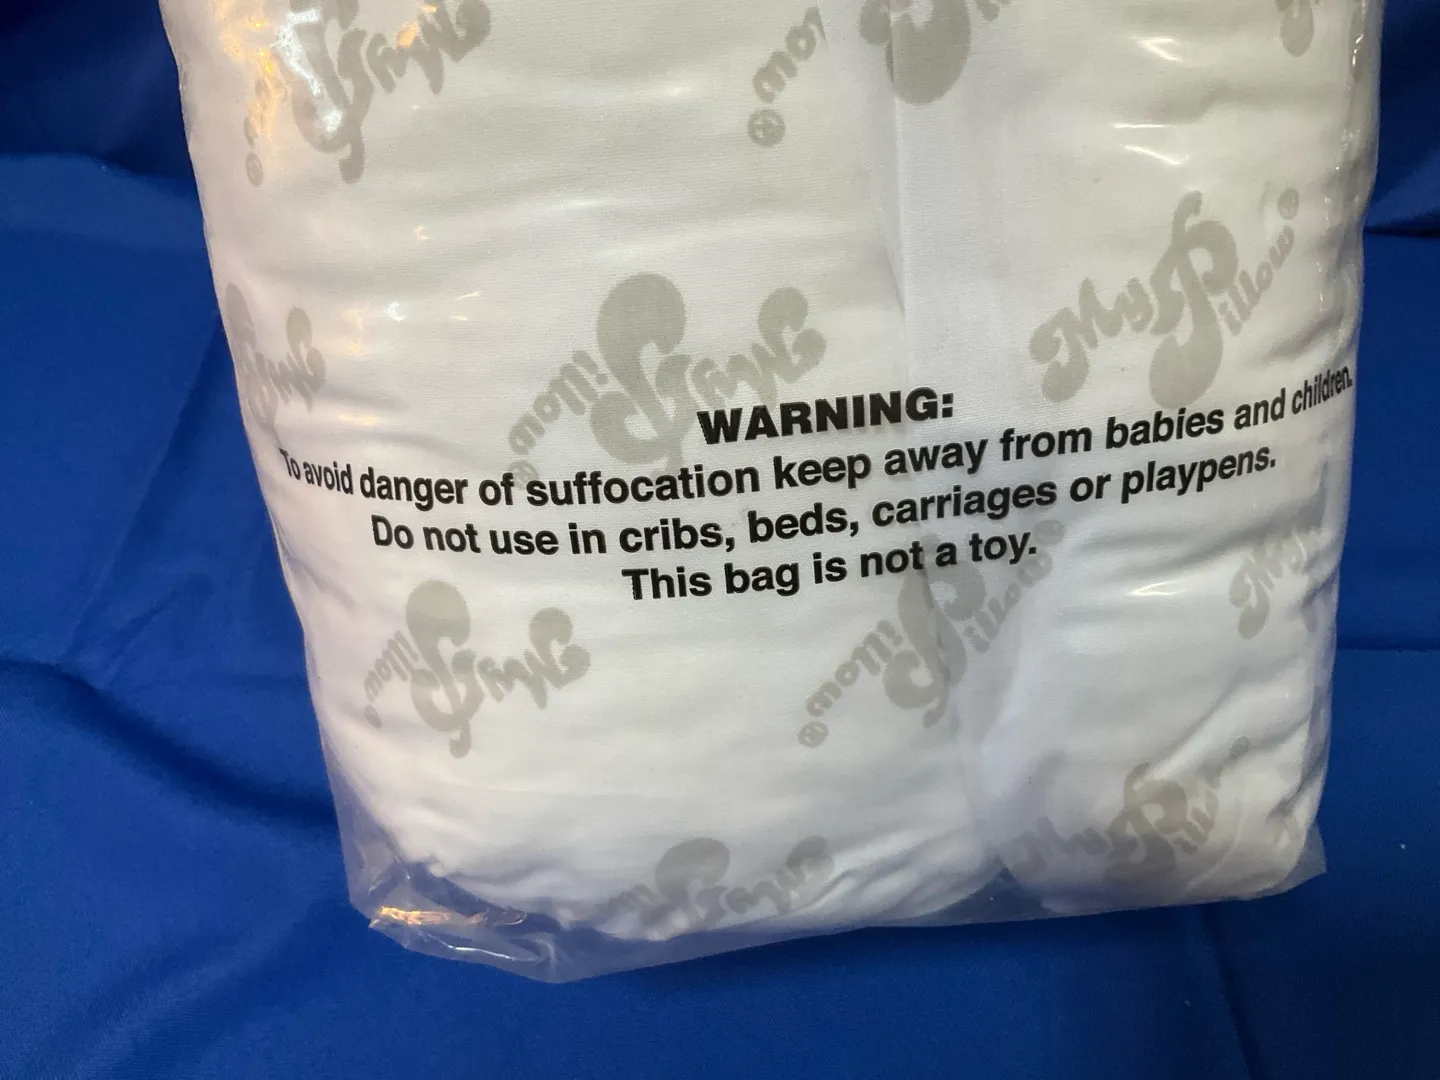 MyPillow
WARNING:
To avoid danger of suffocation keep away from babies and children.
Do not use in cribs, beds, carriages or playpens.
This bag is not a toy.